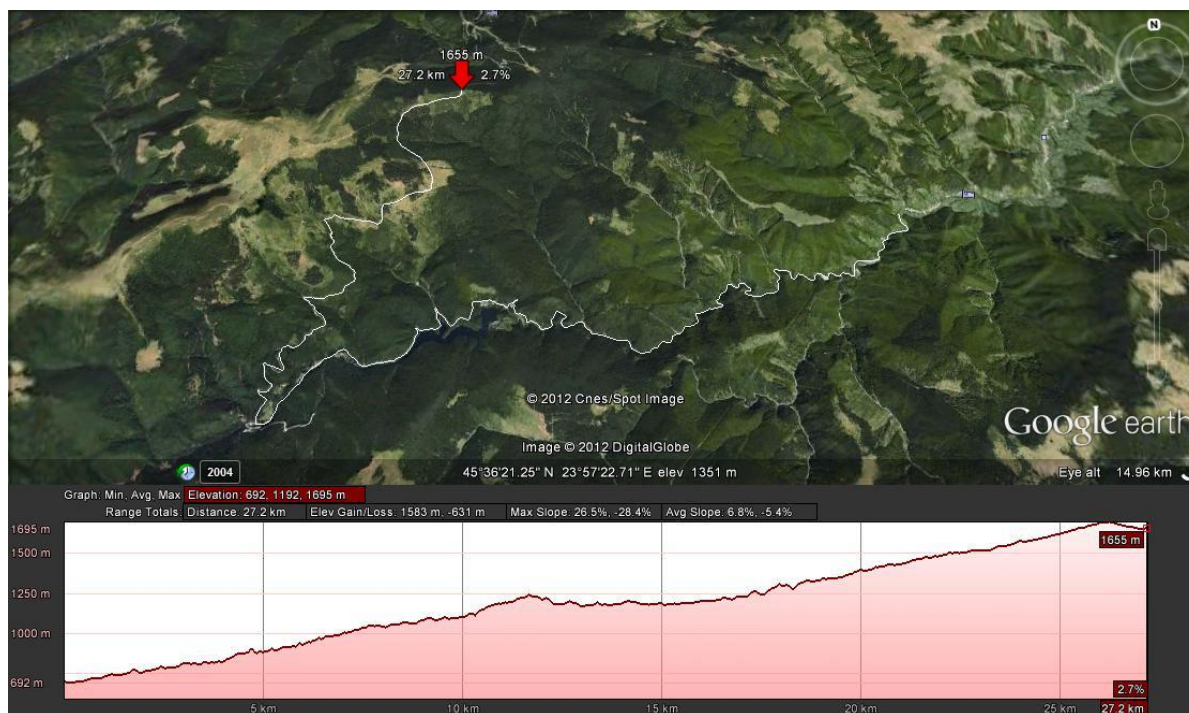 N
1655 m
27.2 km 2.7%
© 2012 Cnes/Spot Image
Google earth
Image © 2012 DigitalGlobe
2004 45°36'21.25" N 23°57'22.71" E elev 1351 m Eye alt 14.96 km
Graph: Min, Avg, Max Elevation: 692, 1192, 1695 m
Range Totals: Distance: 27.2 km Elev Gain/Loss: 1583 m, -631 m Max Slope: 26.5%, -28.4% Avg Slope: 6.8%, -5.4%
1695 m
1655 m
1500 m
1250 m
1000 m
692 m
2.7%
5 km 10 km 15 km 20 km 25 km 27.2 km